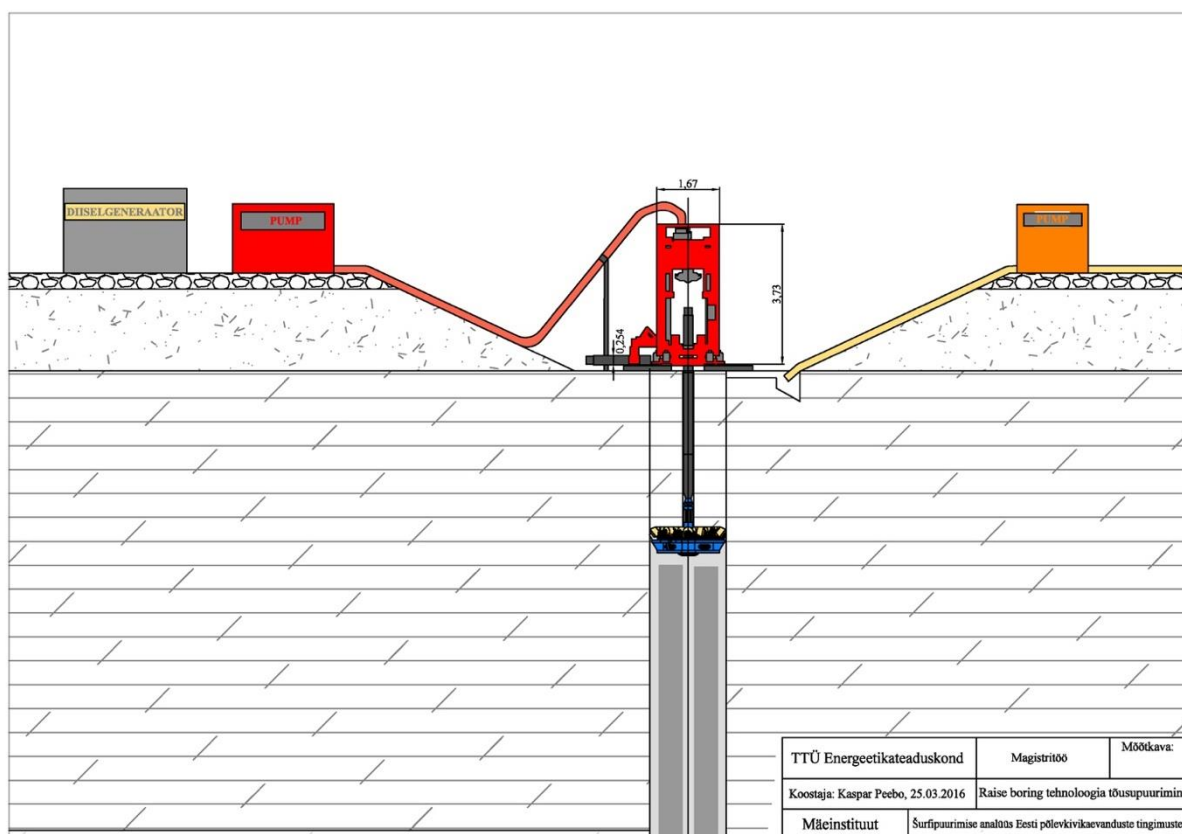 1,67
DIISELGENERAATOR
PUMP
PUMP
3,73
0,254
TTÜ Energeetikateaduskond
Magistritöö
Mõõtkava:
Koostaja: Kaspar Peebo, 25.03.2016
Raise boring tehnoloogia tõusupuurimin
Mäeinstituut
Šurfipuurimise analüüs Eesti põlevkivikaevanduste tingimuste